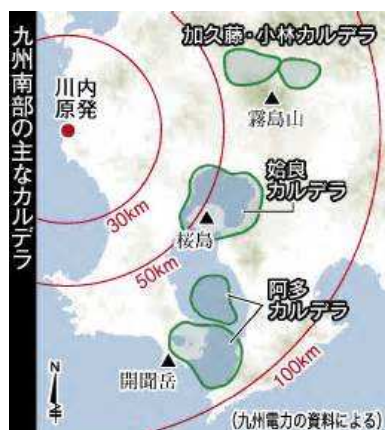 九州南部の主なカルデラ
加久藤・小林カルデラ
川内
原発
霧島山
姶良
カルデラ
30km
桜島
50km
阿多
カルデラ
100km
開聞岳
N
(九州電力の資料による)